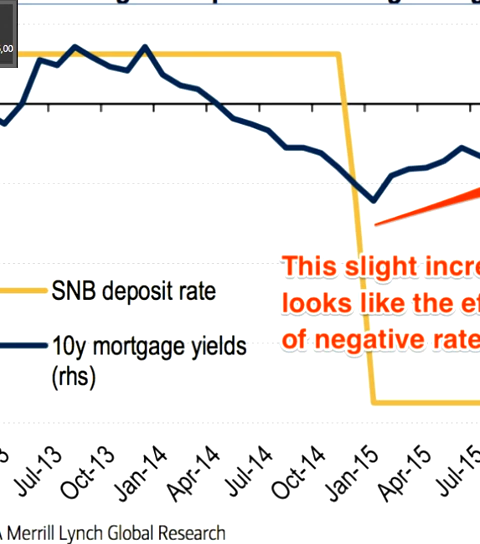 ,00
SNB deposit rate
10y mortgage yields
(rhs)
This slight incre
looks like the ef
of negative rate
3
Jul-13
Oct-13
Jan-14
Apr-14
Jul-14
Oct-14
Jan-15
Apr-15
Jul-15
A Merrill Lynch Global Research